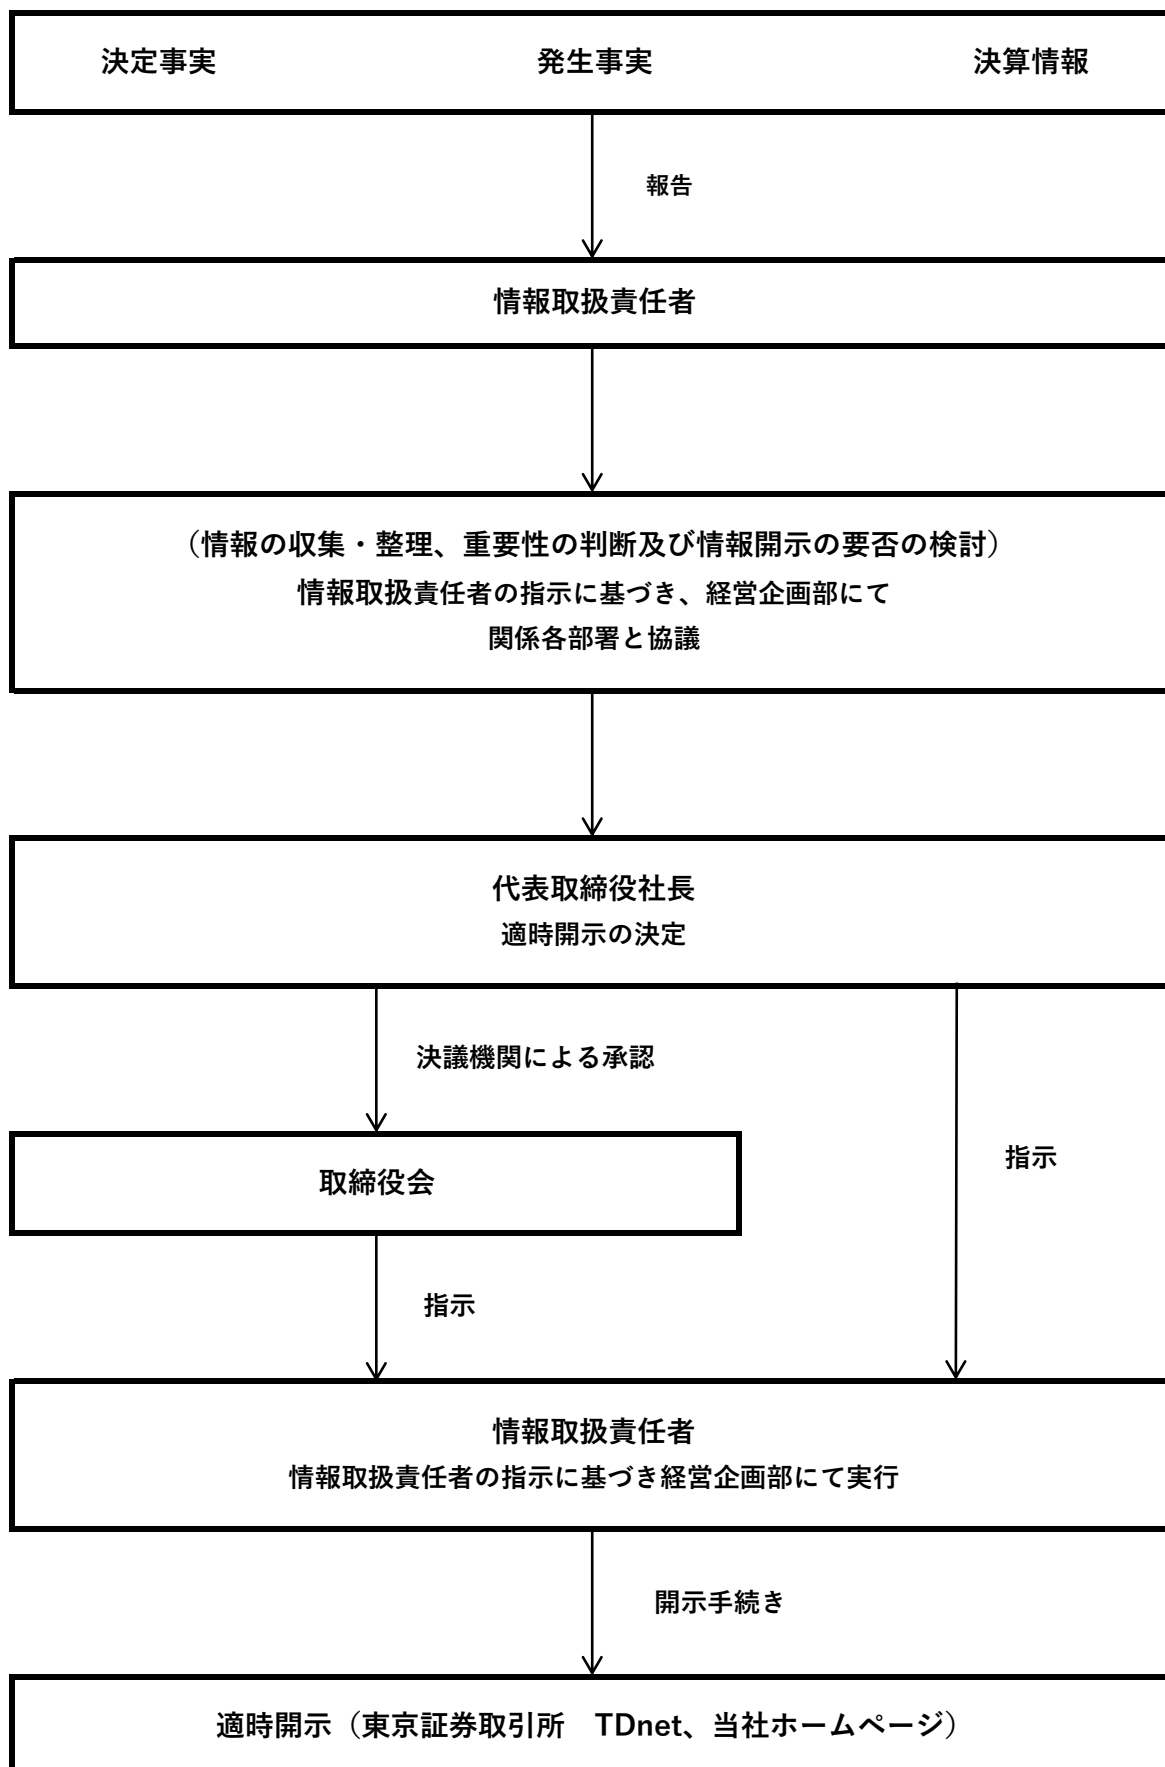 決定事実 発生事実 決算情報
報告
情報取扱責任者
（情報の収集・整理、重要性の判断及び情報開示の要否の検討）
情報取扱責任者の指示に基づき、経営企画部にて
関係各部署と協議
代表取締役社長
適時開示の決定
決議機関による承認
指示
取締役会
指示
情報取扱責任者
情報取扱責任者の指示に基づき経営企画部にて実行
開示手続き
適時開示（東京証券取引所　TDnet、当社ホームページ）